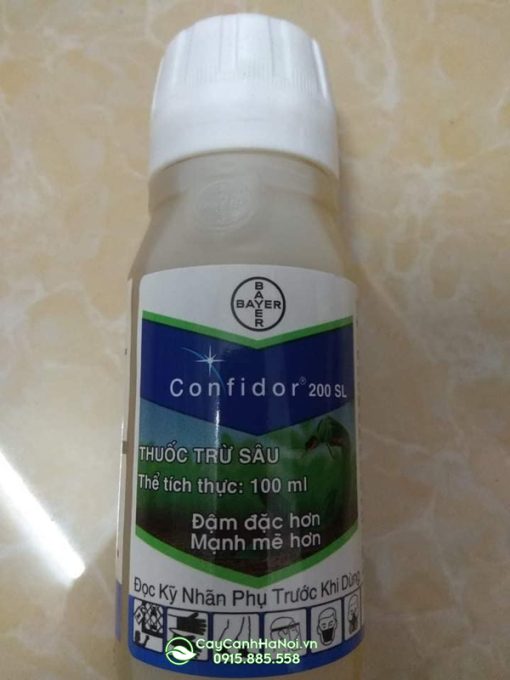 BAYER
BAYER
Confidor® 200 SL
THUỐC TRỪ SÂU
Thể tích thực: 100 ml
Đậm đặc hơn
Mạnh mẽ hơn
Đọc Kỹ Nhãn Phụ Trước Khi Dùng
CayCanhHaNoi.vn
0915.885.558